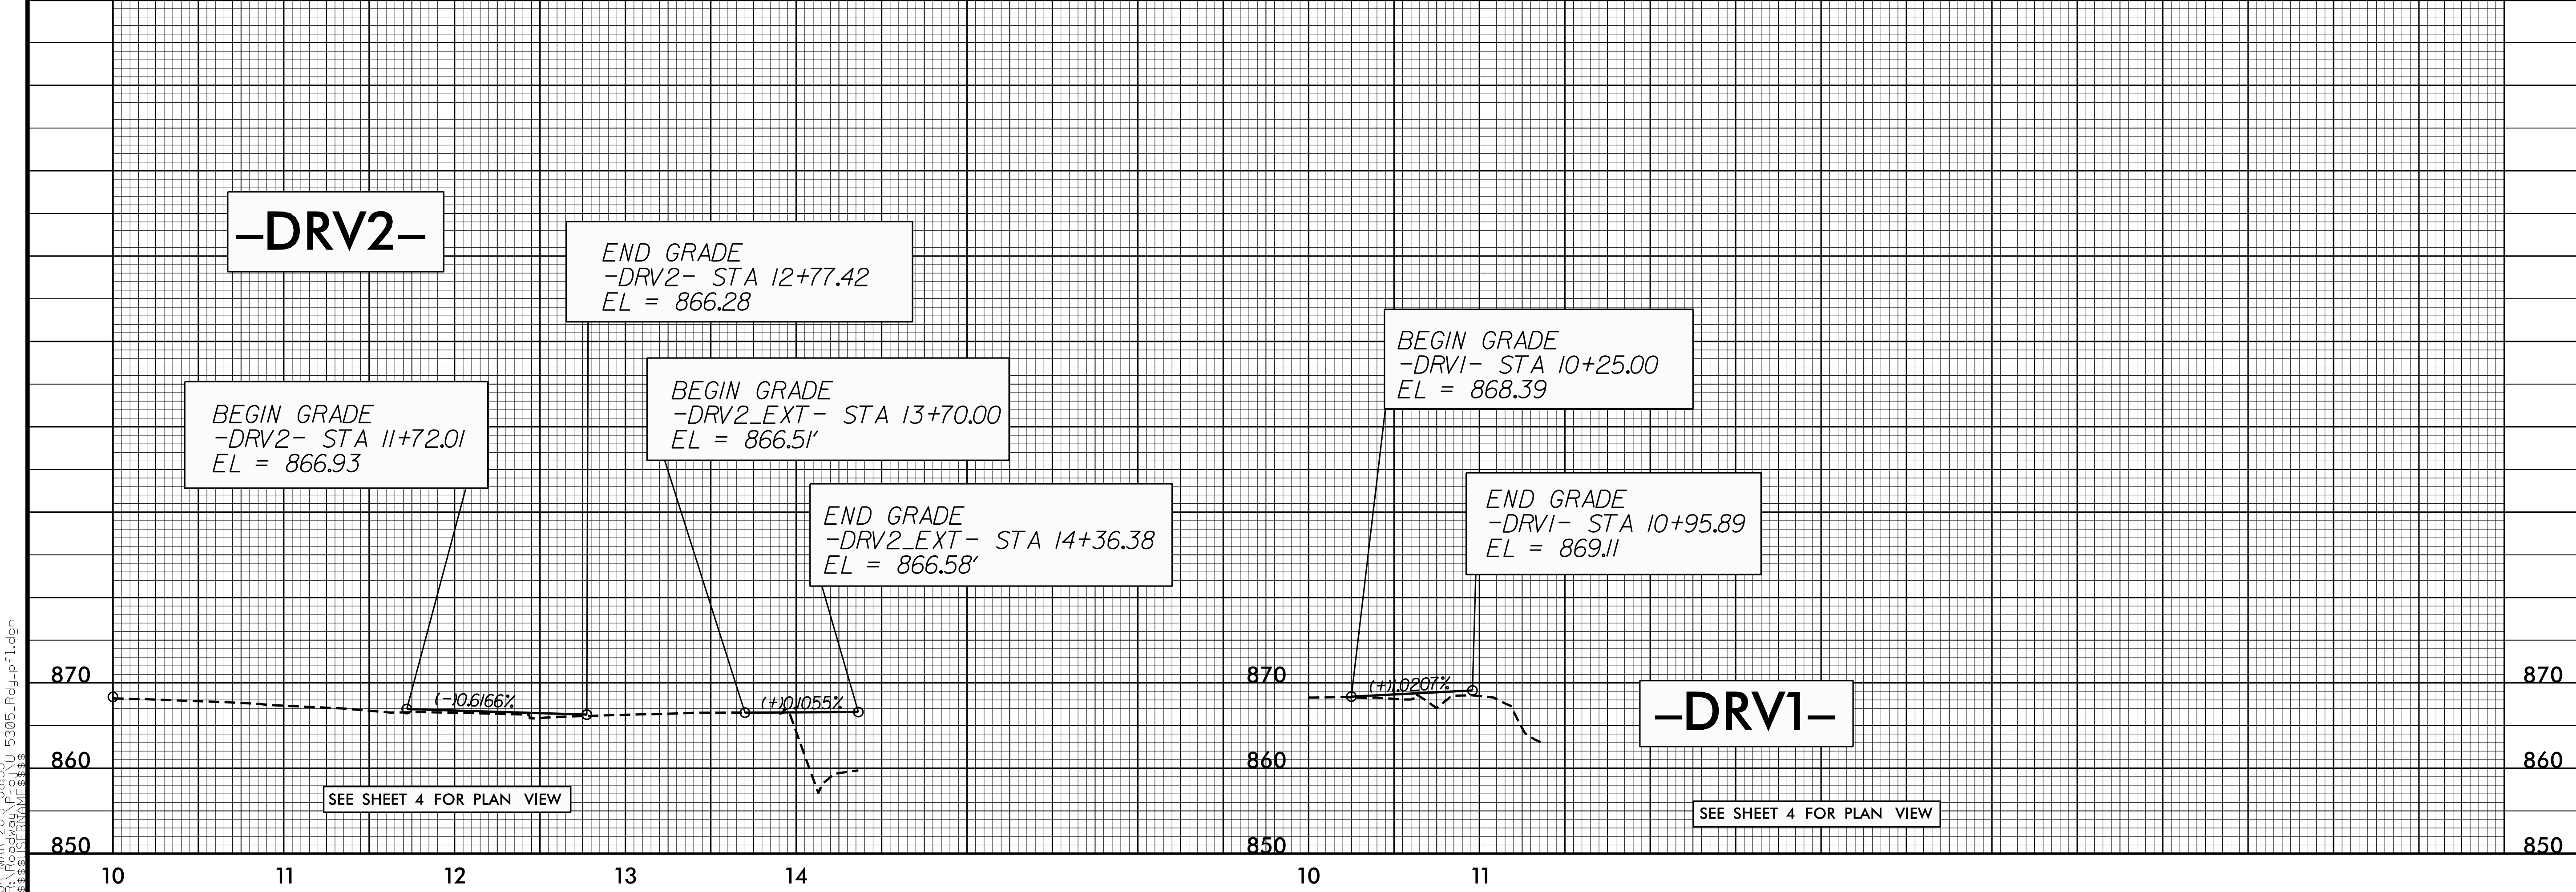 –DRV2–
END GRADE
-DRV2- STA 12+77.42
EL = 866.28
BEGIN GRADE
-DRV2- STA 11+72.01
EL = 866.93
BEGIN GRADE
-DRV2_EXT- STA 13+70.00
EL = 866.51'
END GRADE
-DRV2_EXT- STA 14+36.38
EL = 866.58'
BEGIN GRADE
-DRV1- STA 10+25.00
EL = 868.39
END GRADE
-DRV1- STA 10+95.89
EL = 869.11
870 870 870
(-)0.6166%
(+)0.1055%
(+)1.0207%
–DRV1–
860 860 860
SEE SHEET 4 FOR PLAN VIEW
SEE SHEET 4 FOR PLAN VIEW
850 850 850
10 11 12 13 14 10 11
R:\Roadway\Proj\U-5305_Rdy_pfl.dgn
$$$$USERNAME$$$$